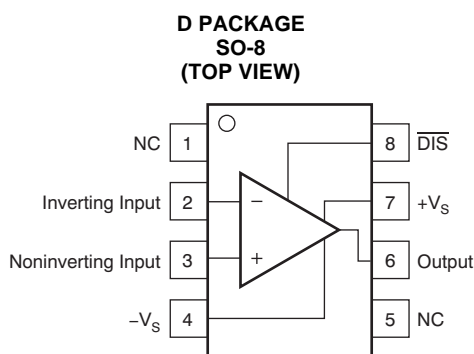 D PACKAGE
SO-8
(TOP VIEW)
NC 1 8 D̅I̅S̅
Inverting Input 2 − 7 +VS
Noninverting Input 3 + 6 Output
−VS 4 5 NC